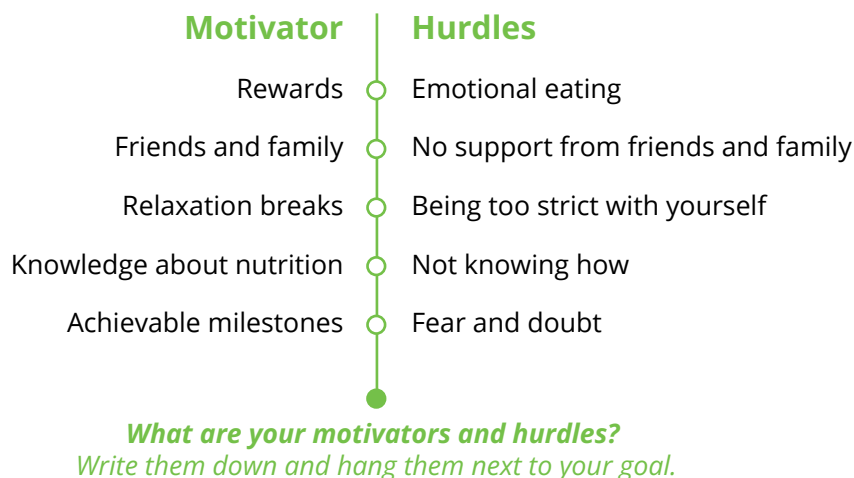 Motivator Hurdles
Rewards Emotional eating
Friends and family No support from friends and family
Relaxation breaks Being too strict with yourself
Knowledge about nutrition Not knowing how
Achievable milestones Fear and doubt
What are your motivators and hurdles?
Write them down and hang them next to your goal.